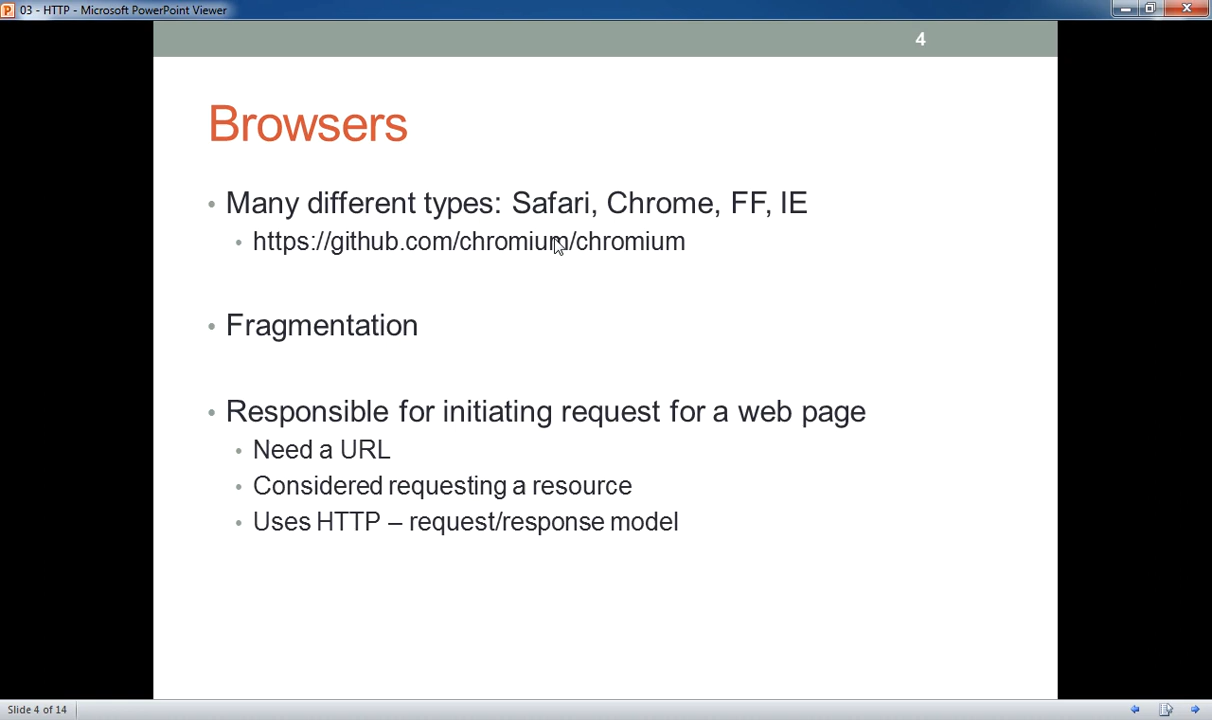 03 - HTTP - Microsoft PowerPoint Viewer
4
Browsers
• Many different types: Safari, Chrome, FF, IE
• https://github.com/chromium/chromium
• Fragmentation
• Responsible for initiating request for a web page
• Need a URL
• Considered requesting a resource
• Uses HTTP – request/response model
Slide 4 of 14